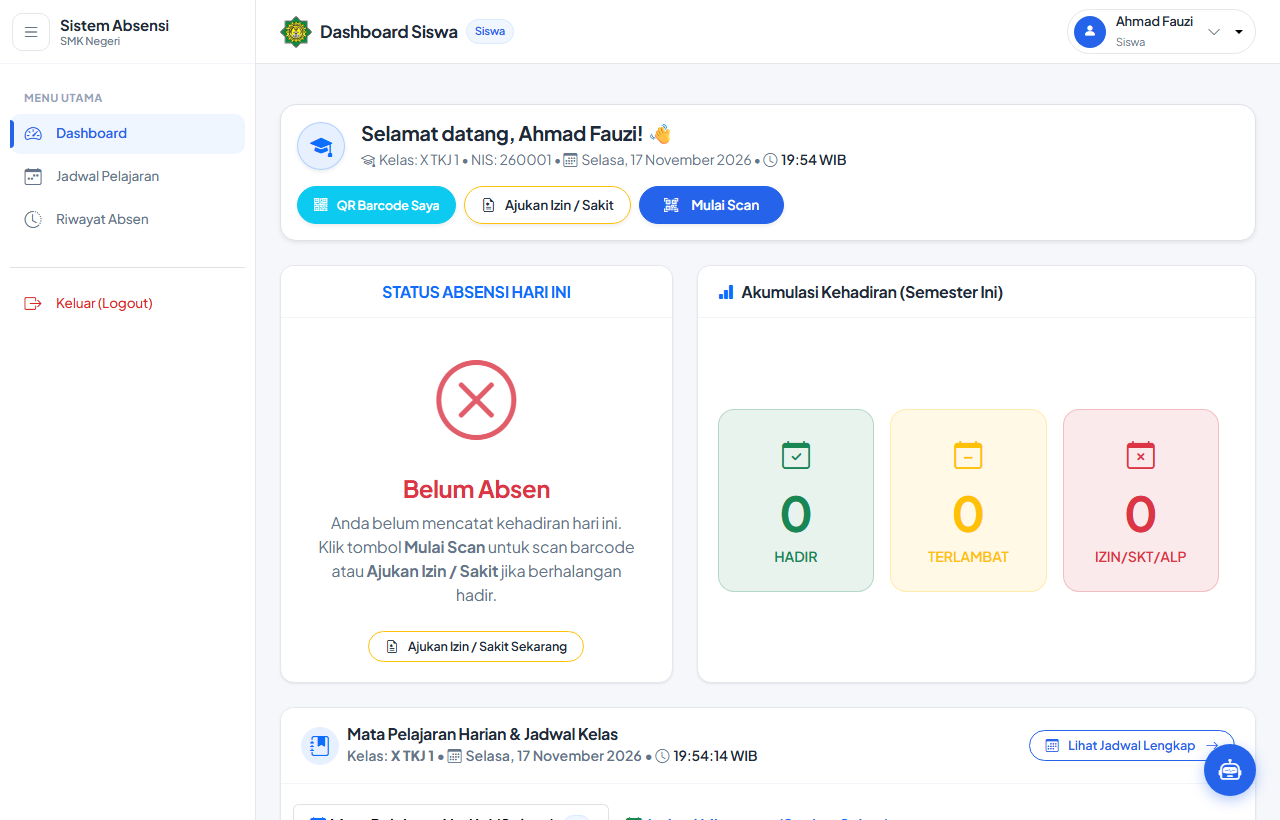 Sistem Absensi
SMK Negeri
Dashboard Siswa
Siswa
Ahmad Fauzi
Siswa
MENU UTAMA
Dashboard
Jadwal Pelajaran
Riwayat Absen
Keluar (Logout)
Selamat datang, Ahmad Fauzi! 👋
Kelas: X TKJ 1 • NIS: 260001 • Selasa, 17 November 2026 • 19:54 WIB
QR Barcode Saya
Ajukan Izin / Sakit
Mulai Scan
STATUS ABSENSI HARI INI
Belum Absen
Anda belum mencatat kehadiran hari ini.
Klik tombol Mulai Scan untuk scan barcode
atau Ajukan Izin / Sakit jika berhalangan
hadir.
Ajukan Izin / Sakit Sekarang
Akumulasi Kehadiran (Semester Ini)
0
HADIR
0
TERLAMBAT
0
IZIN/SKT/ALP
Mata Pelajaran Harian & Jadwal Kelas
Kelas: X TKJ 1 • Selasa, 17 November 2026 • 19:54:14 WIB
Lihat Jadwal Lengkap